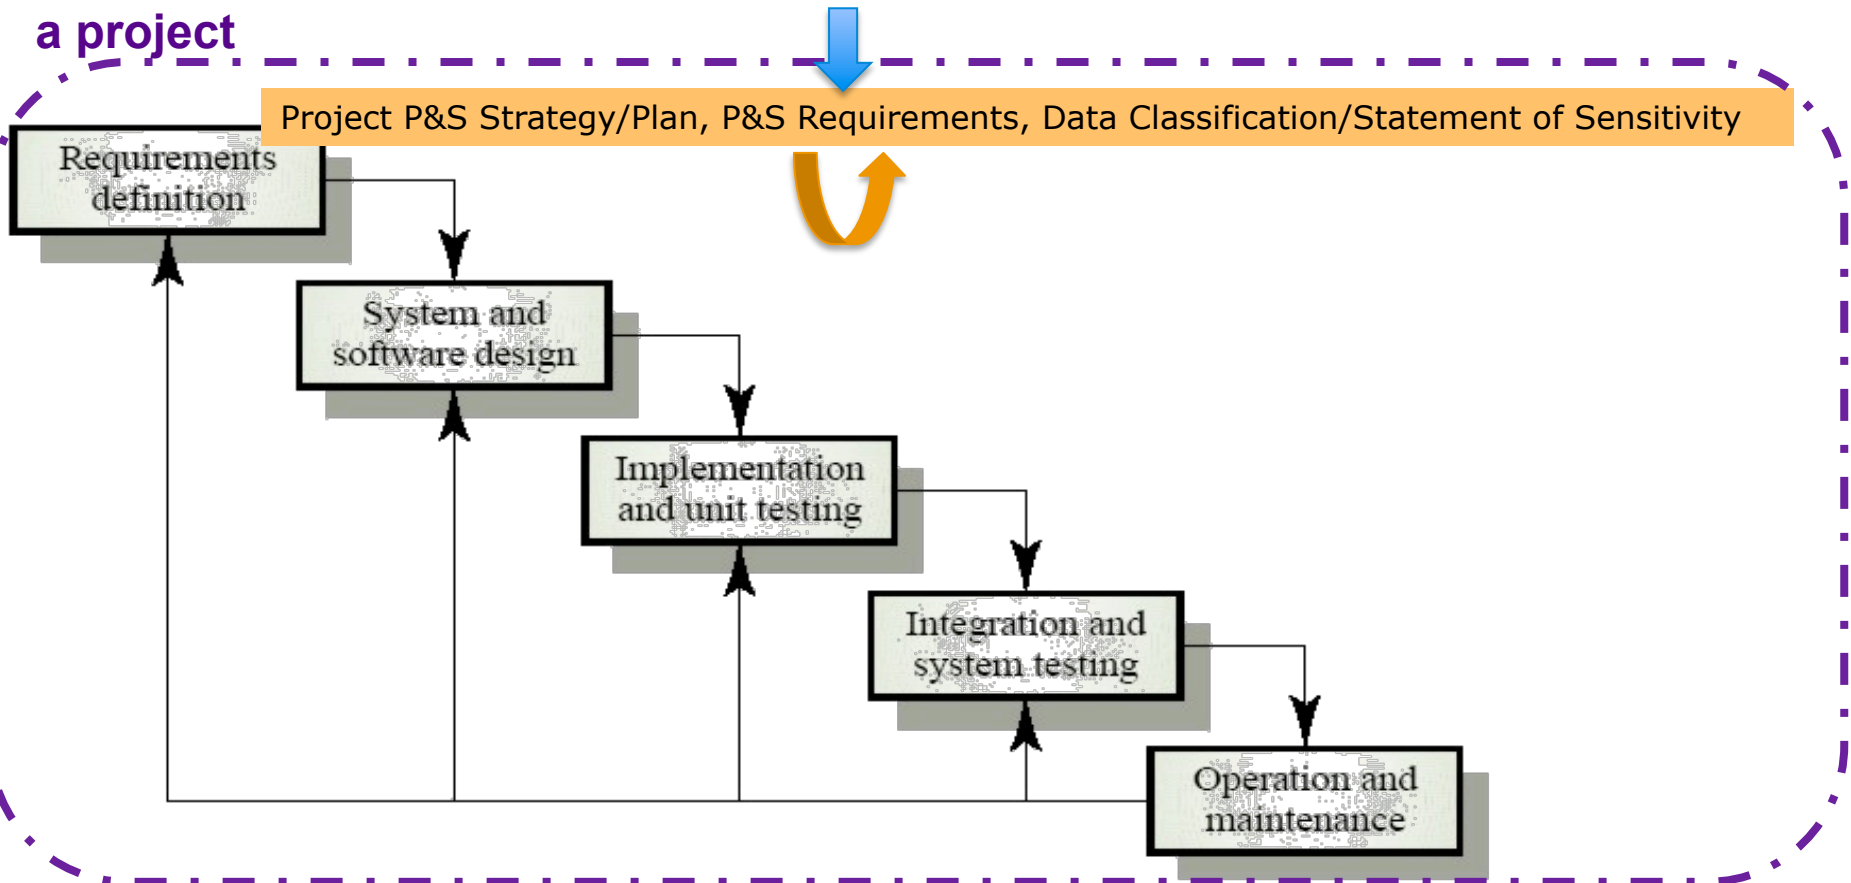 a project
Project P&S Strategy/Plan, P&S Requirements, Data Classification/Statement of Sensitivity
Requirements
definition
System and
software design
Implementation
and unit testing
Integration and
system testing
Operation and
maintenance